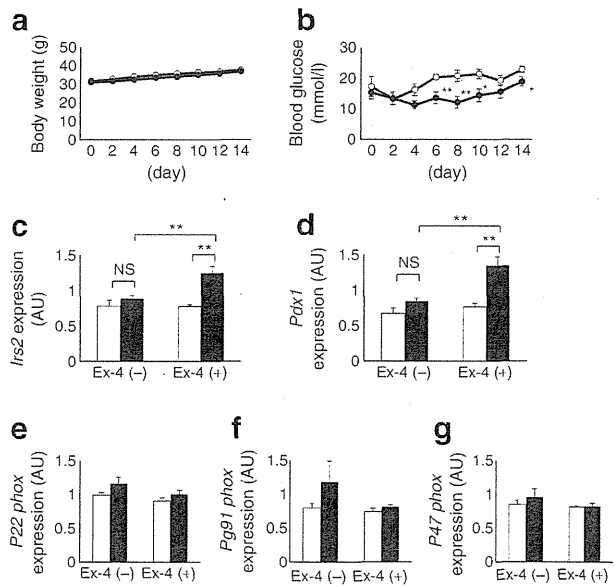 a
Body weight (g)
50
40
30
20
10
0
0 2 4 6 8 10 12 14
(day)
b
Blood glucose
(mmol/l)
30
20
10
0
** ** * *
0 2 4 6 8 10 12 14
(day)
c
Irs2 expression
(AU)
1.5
1
0.5
0
**
NS
**
Ex-4 (–) Ex-4 (+)
d
Pdx1
expression (AU)
1.5
1
0.5
0
**
NS
**
Ex-4 (–) Ex-4 (+)
e
P22 phox
expression (AU)
1.5
1
0.5
0
Ex-4 (–) Ex-4 (+)
f
Pg91 phox
expression (AU)
1.5
1
0.5
0
Ex-4 (–) Ex-4 (+)
g
P47 phox
expression (AU)
1.5
1
0.5
0
Ex-4 (–) Ex-4 (+)